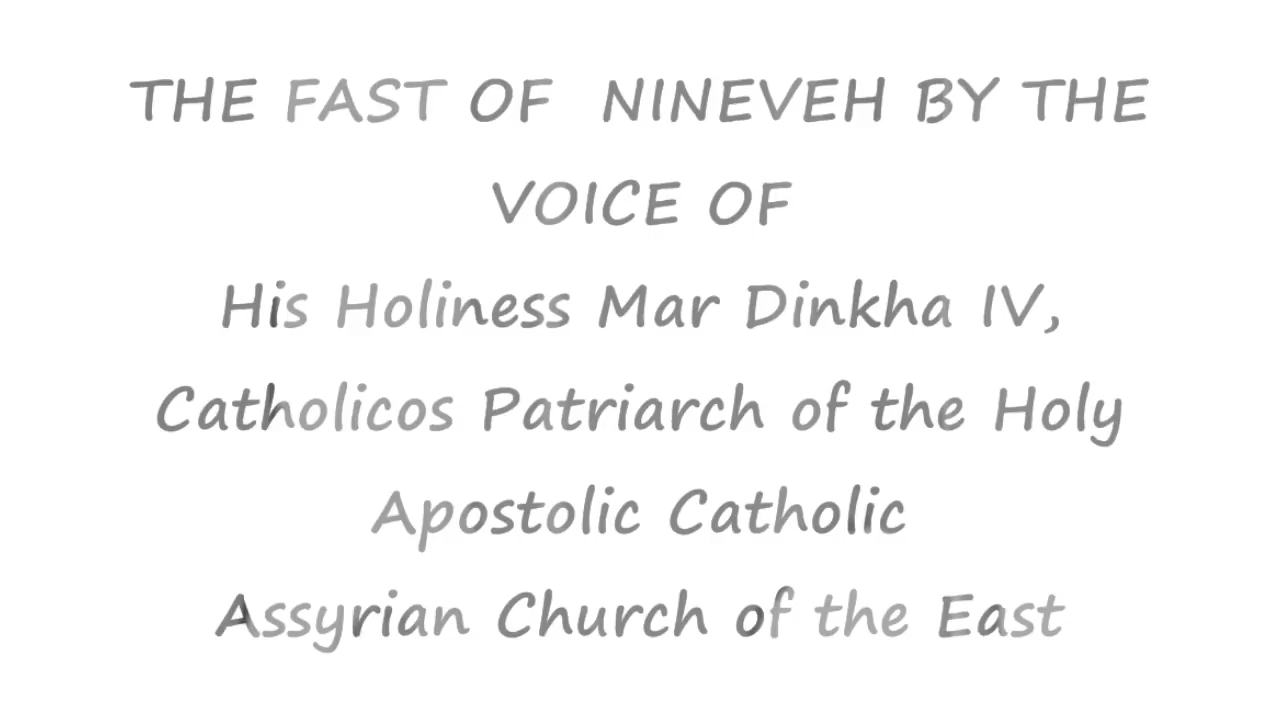 THE FAST OF  NINEVEH BY THE
VOICE OF
His Holiness Mar Dinkha IV,
Catholicos Patriarch of the Holy
Apostolic Catholic
Assyrian Church of the East